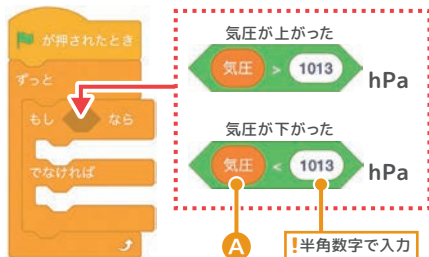 が押されたとき
ずっと
もし なら
でなければ
気圧が上がった
気圧 > 1013 hPa
気圧が下がった
気圧 < 1013 hPa
A
!半角数字で入力